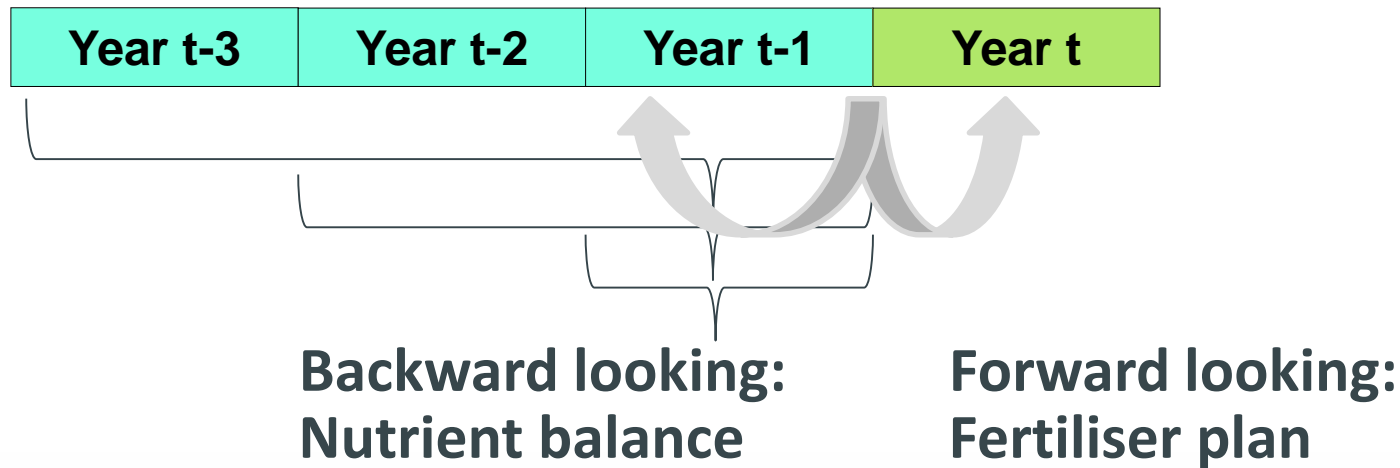 Year t-3 Year t-2 Year t-1 Year t
Backward looking: Forward looking:
Nutrient balance Fertiliser plan